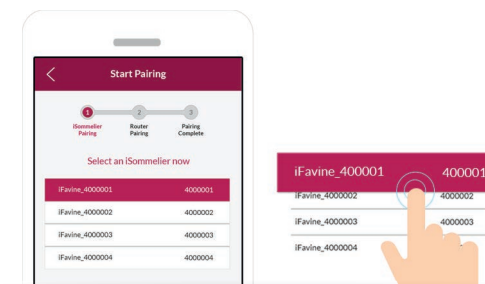 Start Pairing
1 2 3
iSommelier Pairing
Router Pairing
Pairing Complete
Select an iSommelier now
iFavine_4000001 4000001
iFavine_4000002 4000002
iFavine_4000003 4000003
iFavine_4000004 4000004
iFavine_400001 400001
iFavine_4000002 4000002
iFavine_4000003 4000003
iFavine_4000004